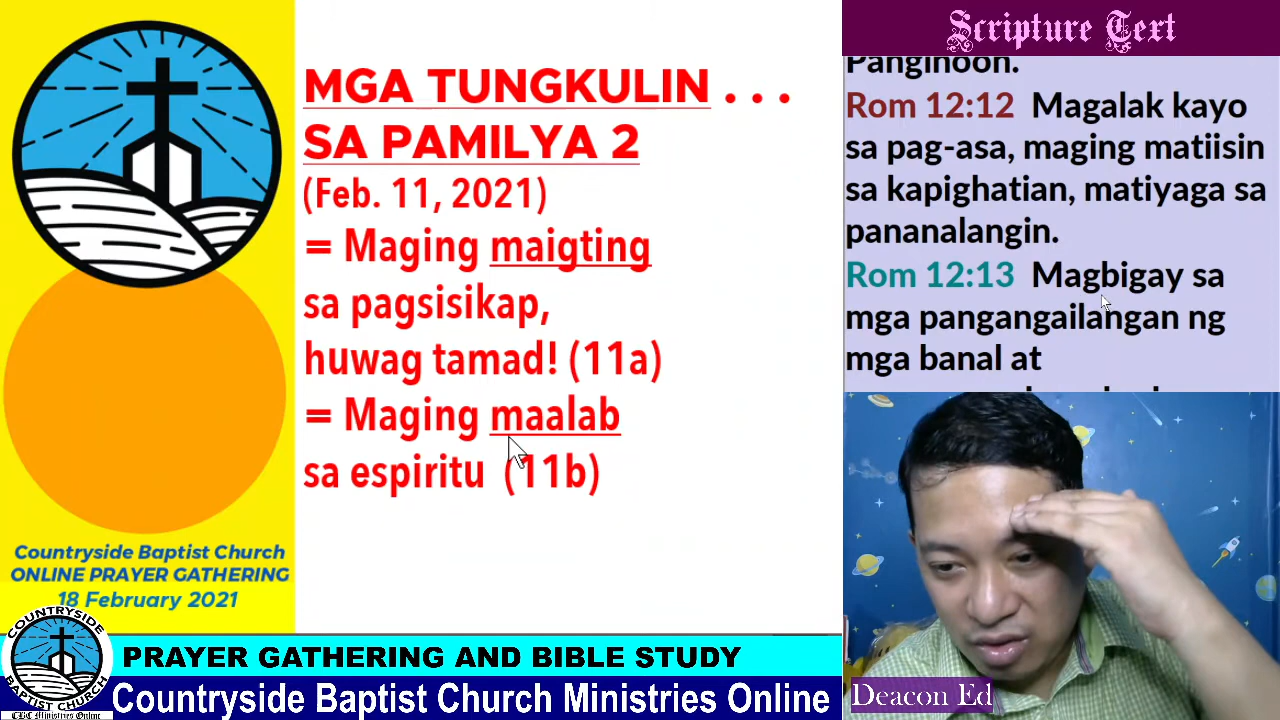 MGA TUNGKULIN . . .
SA PAMILYA 2
(Feb. 11, 2021)
= Maging maigting
sa pagsisikap,
huwag tamad! (11a)
= Maging maalab
sa espiritu (11b)
Countryside Baptist Church
ONLINE PRAYER GATHERING
18 February 2021
COUNTRYSIDE
BAPTIST CHURCH
CBC Ministries Online
PRAYER GATHERING AND BIBLE STUDY
Countryside Baptist Church Ministries Online
Scripture Text
Panginoon.
Rom 12:12 Magalak kayo
sa pag-asa, maging matiisin
sa kapighatian, matiyaga sa
pananalangin.
Rom 12:13 Magbigay sa
mga pangangailangan ng
mga banal at
Deacon Ed